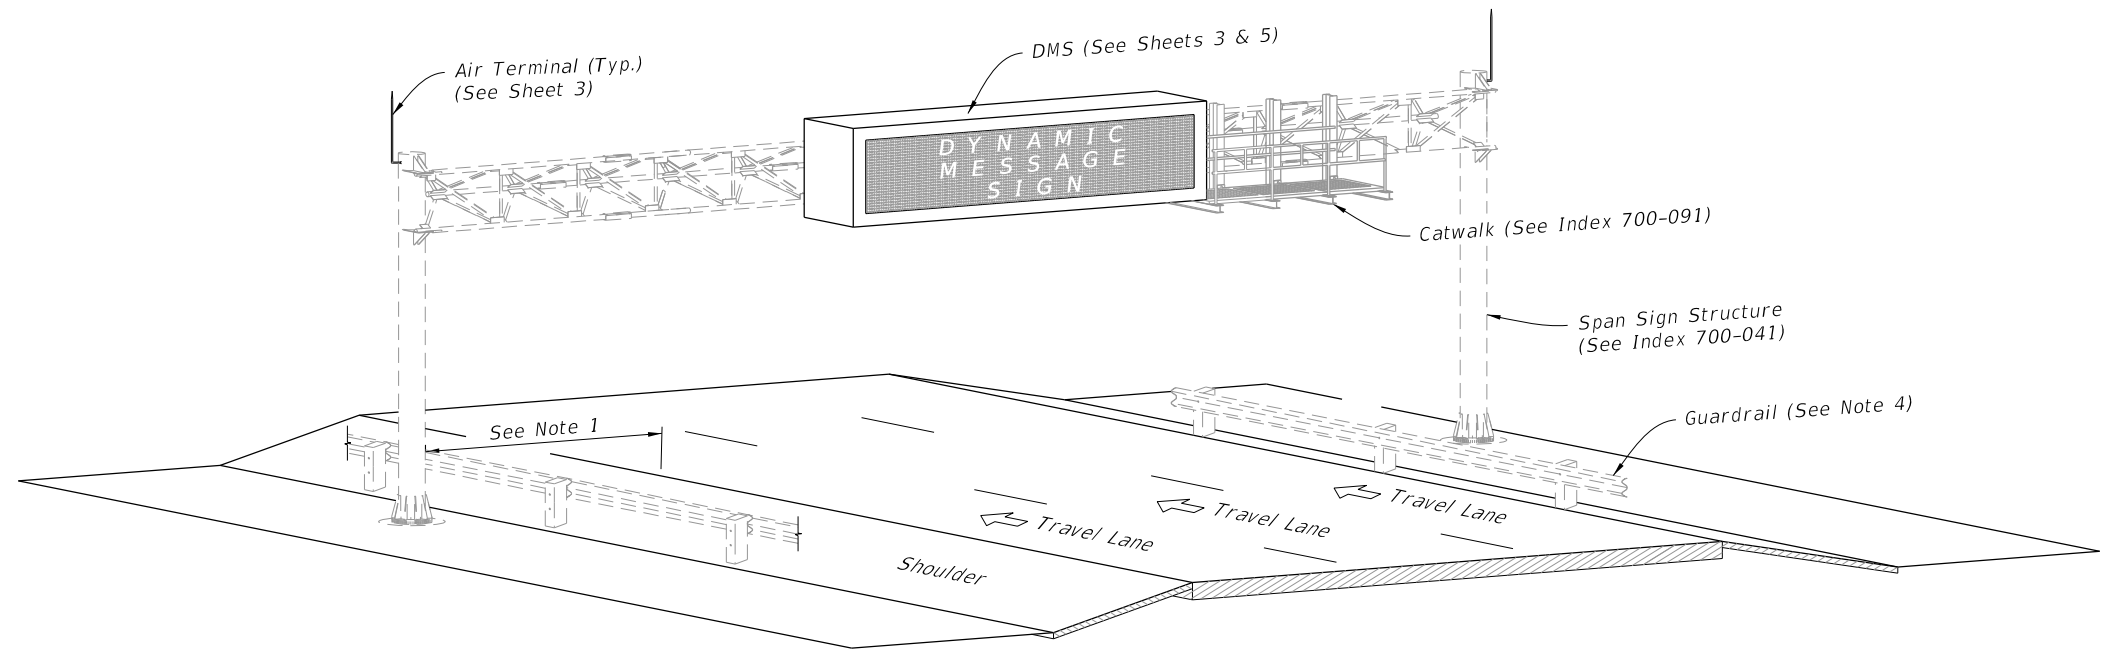 DMS (See Sheets 3 & 5)
Air Terminal (Typ.)
(See Sheet 3)
DYNAMIC
MESSAGE
SIGN
Catwalk (See Index 700-091)
Span Sign Structure
(See Index 700-041)
Guardrail (See Note 4)
See Note 1
Travel Lane
Travel Lane
Travel Lane
Shoulder